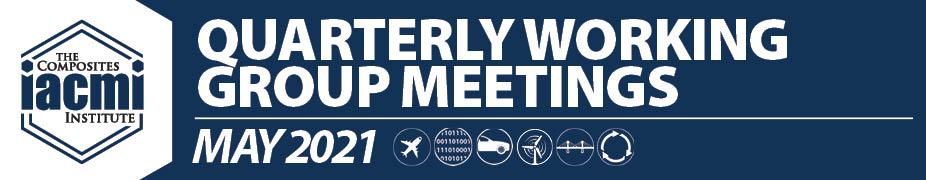 THE
COMPOSITES
iacmi
INSTITUTE
QUARTERLY WORKING
GROUP MEETINGS
MAY 2021